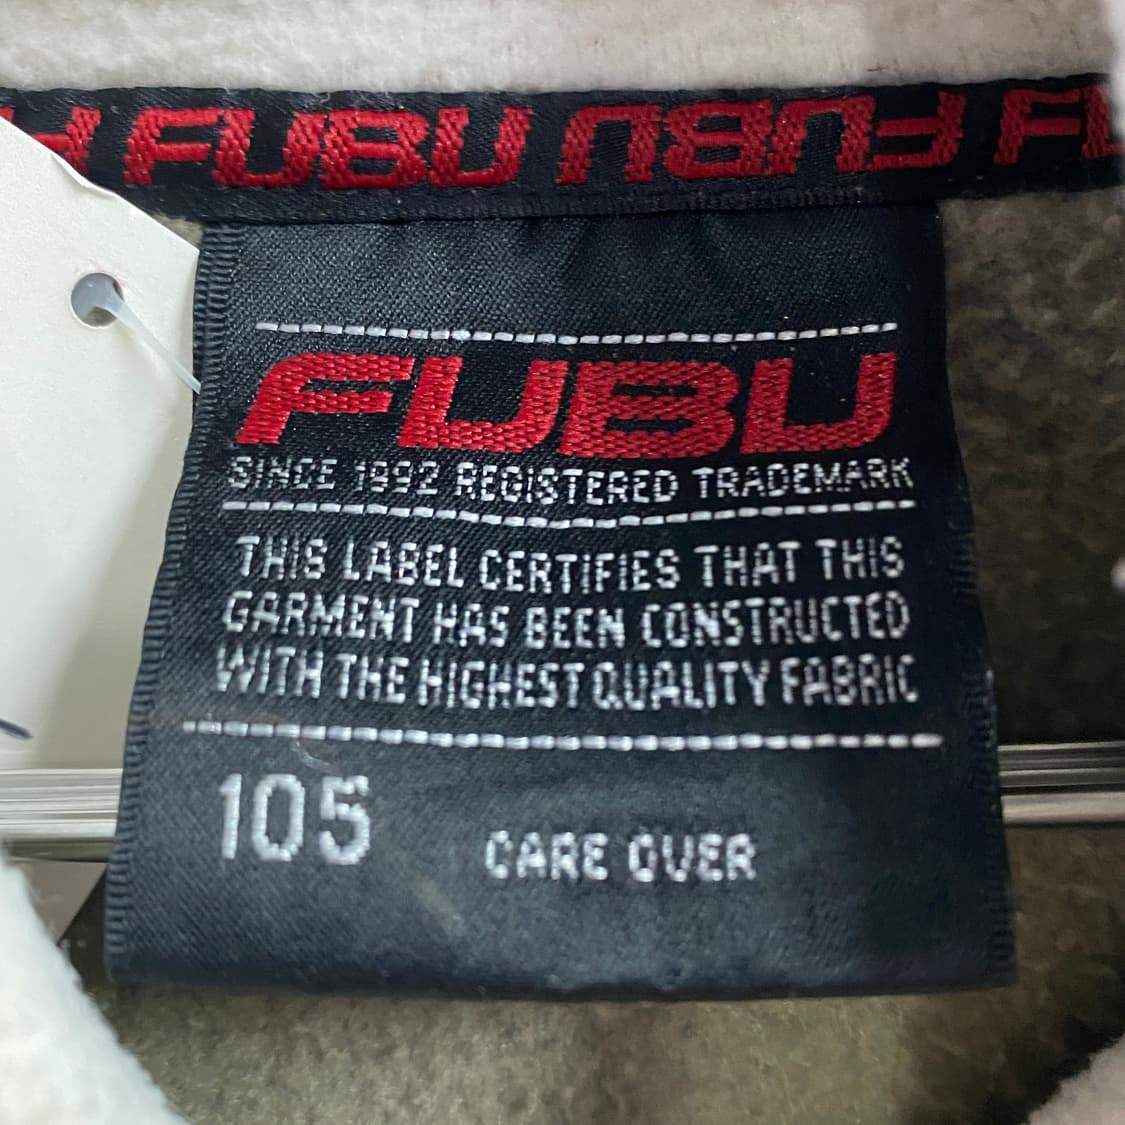 FUBU FUBU FU
FUBU
SINCE 1992 REGISTERED TRADEMARK
THIS LABEL CERTIFIES THAT THIS
GARMENT HAS BEEN CONSTRUCTED
WITH THE HIGHEST QUALITY FABRIC
105
CARE OVER